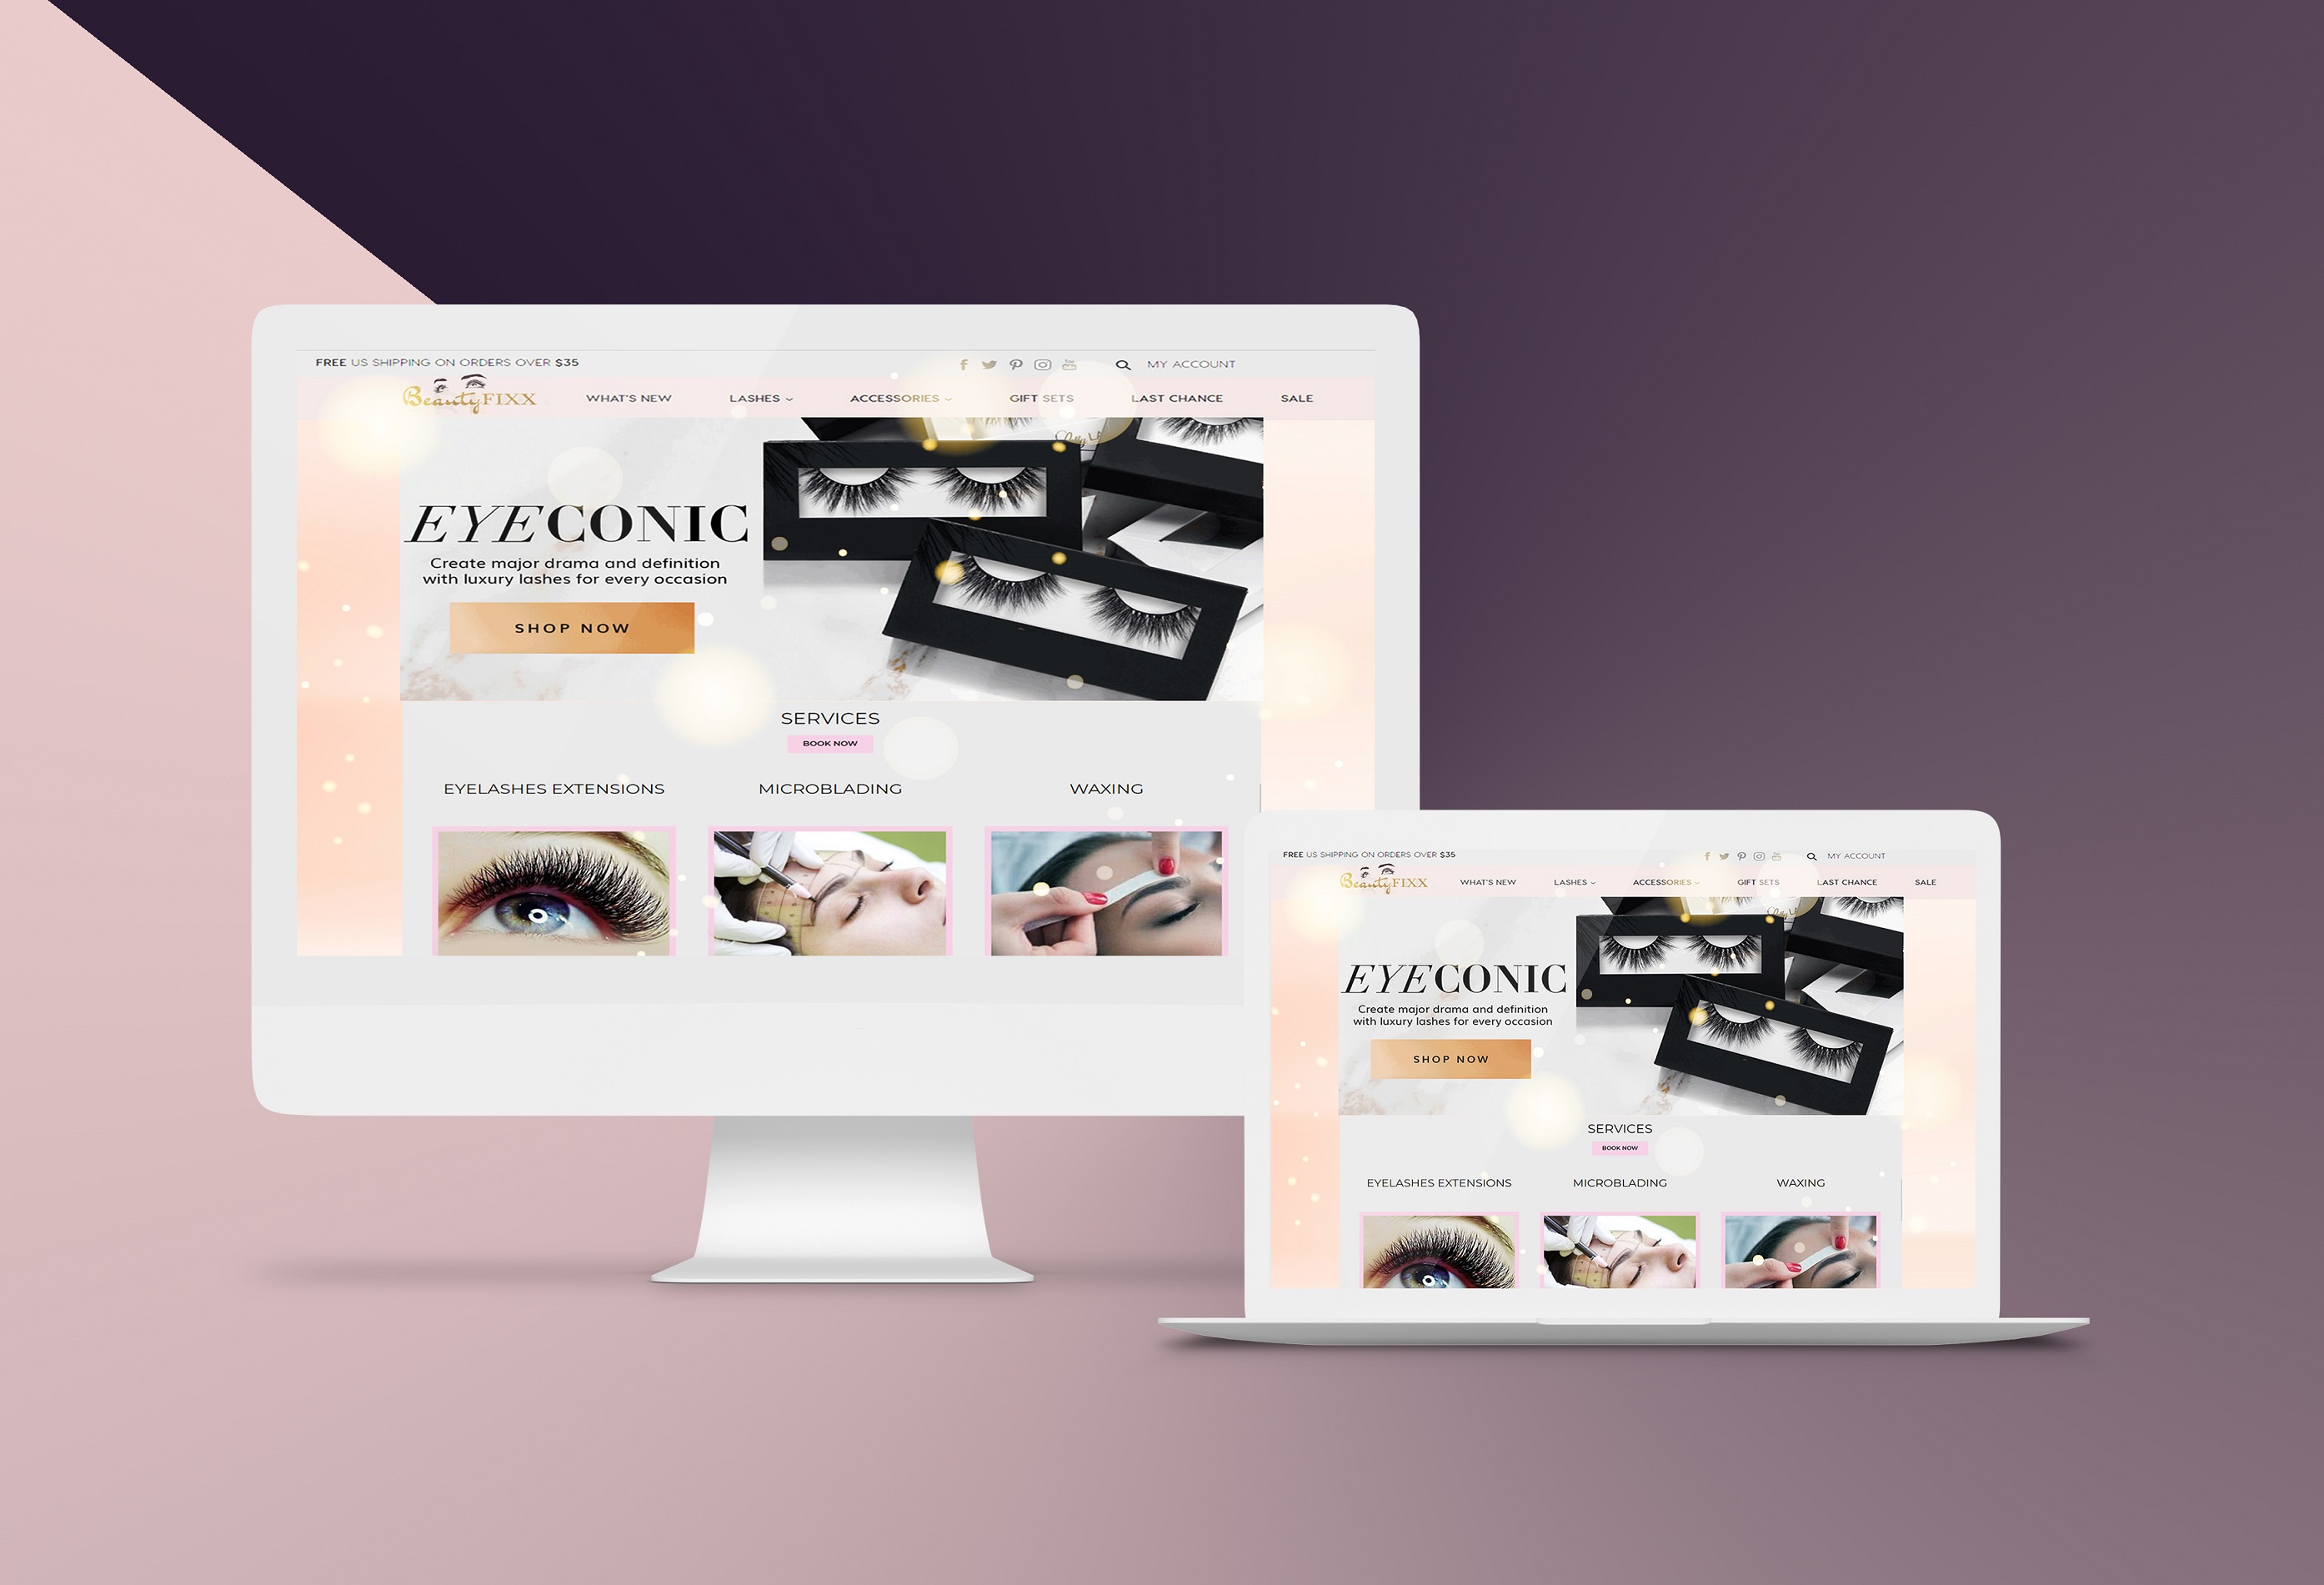 FREE US SHIPPING ON ORDERS OVER $35
MY ACCOUNT
BeautyFIXX
WHAT'S NEW
LASHES
ACCESSORIES
GIFT SETS
LAST CHANCE
SALE
EYECONIC
Create major drama and definition
with luxury lashes for every occasion
SHOP NOW
SERVICES
BOOK NOW
EYELASHES EXTENSIONS
MICROBLADING
WAXING
FREE US SHIPPING ON ORDERS OVER $35
MY ACCOUNT
BeautyFIXX
WHAT'S NEW
LASHES
ACCESSORIES
GIFT SETS
LAST CHANCE
SALE
EYECONIC
Create major drama and definition
with luxury lashes for every occasion
SHOP NOW
SERVICES
BOOK NOW
EYELASHES EXTENSIONS
MICROBLADING
WAXING